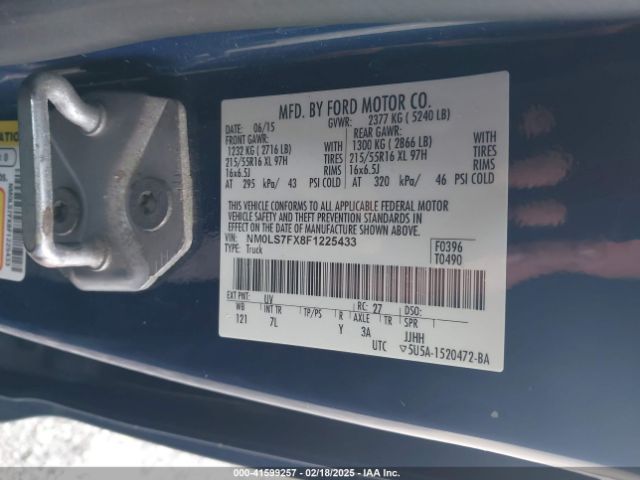 MFD. BY FORD MOTOR CO.
DATE: 06/15 GVWR: 2377 KG ( 5240 LB)
FRONT GAWR: REAR GAWR:
1232 KG ( 2716 LB) WITH 1300 KG ( 2866 LB) WITH
215/55R16 XL 97H TIRES 215/55R16 XL 97H TIRES
16x6.5J RIMS 16x6.5J RIMS
AT 295 kPa/ 43 PSI COLD AT 320 kPa/ 46 PSI COLD
THIS VEHICLE CONFORMS TO ALL APPLICABLE FEDERAL MOTOR
VEHICLE SAFETY AND THEFT PREVENTION STANDARDS IN
EFFECT ON THE DATE OF MANUFACTURE SHOWN ABOVE.
VIN: NM0LS7FX8F1225433 F0396
TYPE: Truck T0490
EXT PNT: UV RC: 27 DSO:
WB INT TR TP/PS R AXLE TR SPR
121 7L Y 3A JJHH
UTC ▽5U5A-1520472-BA
NM0LS7FX8F1225433
00-41599257 - 02/18/2025 - IAA Inc.